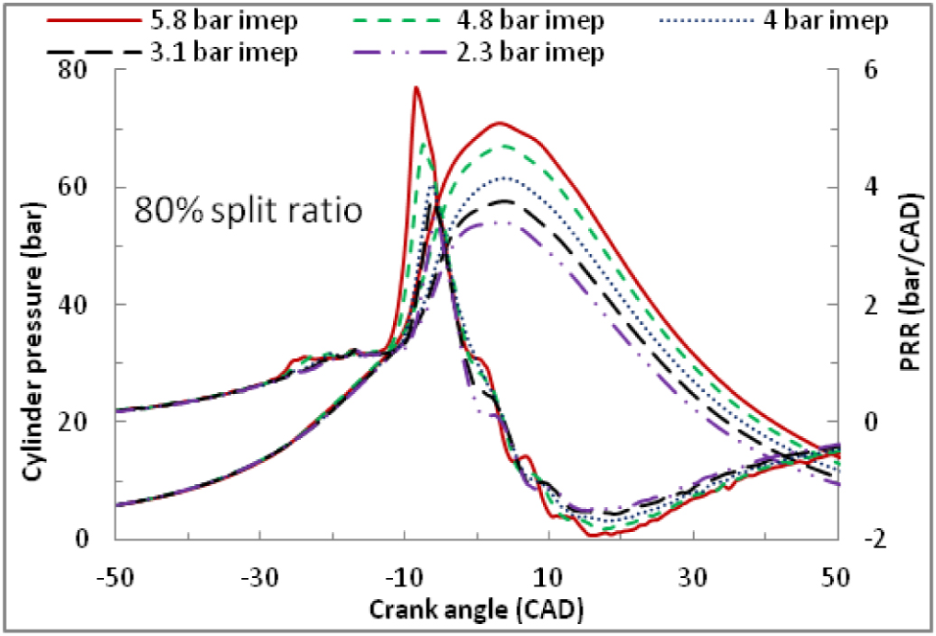 5.8 bar imep 4.8 bar imep 4 bar imep
3.1 bar imep 2.3 bar imep
80 6
60 4
80% split ratio
40 2
20 0
0 -2
-50 -30 -10 10 30 50
Crank angle (CAD)
Cylinder pressure (bar)
PRR (bar/CAD)